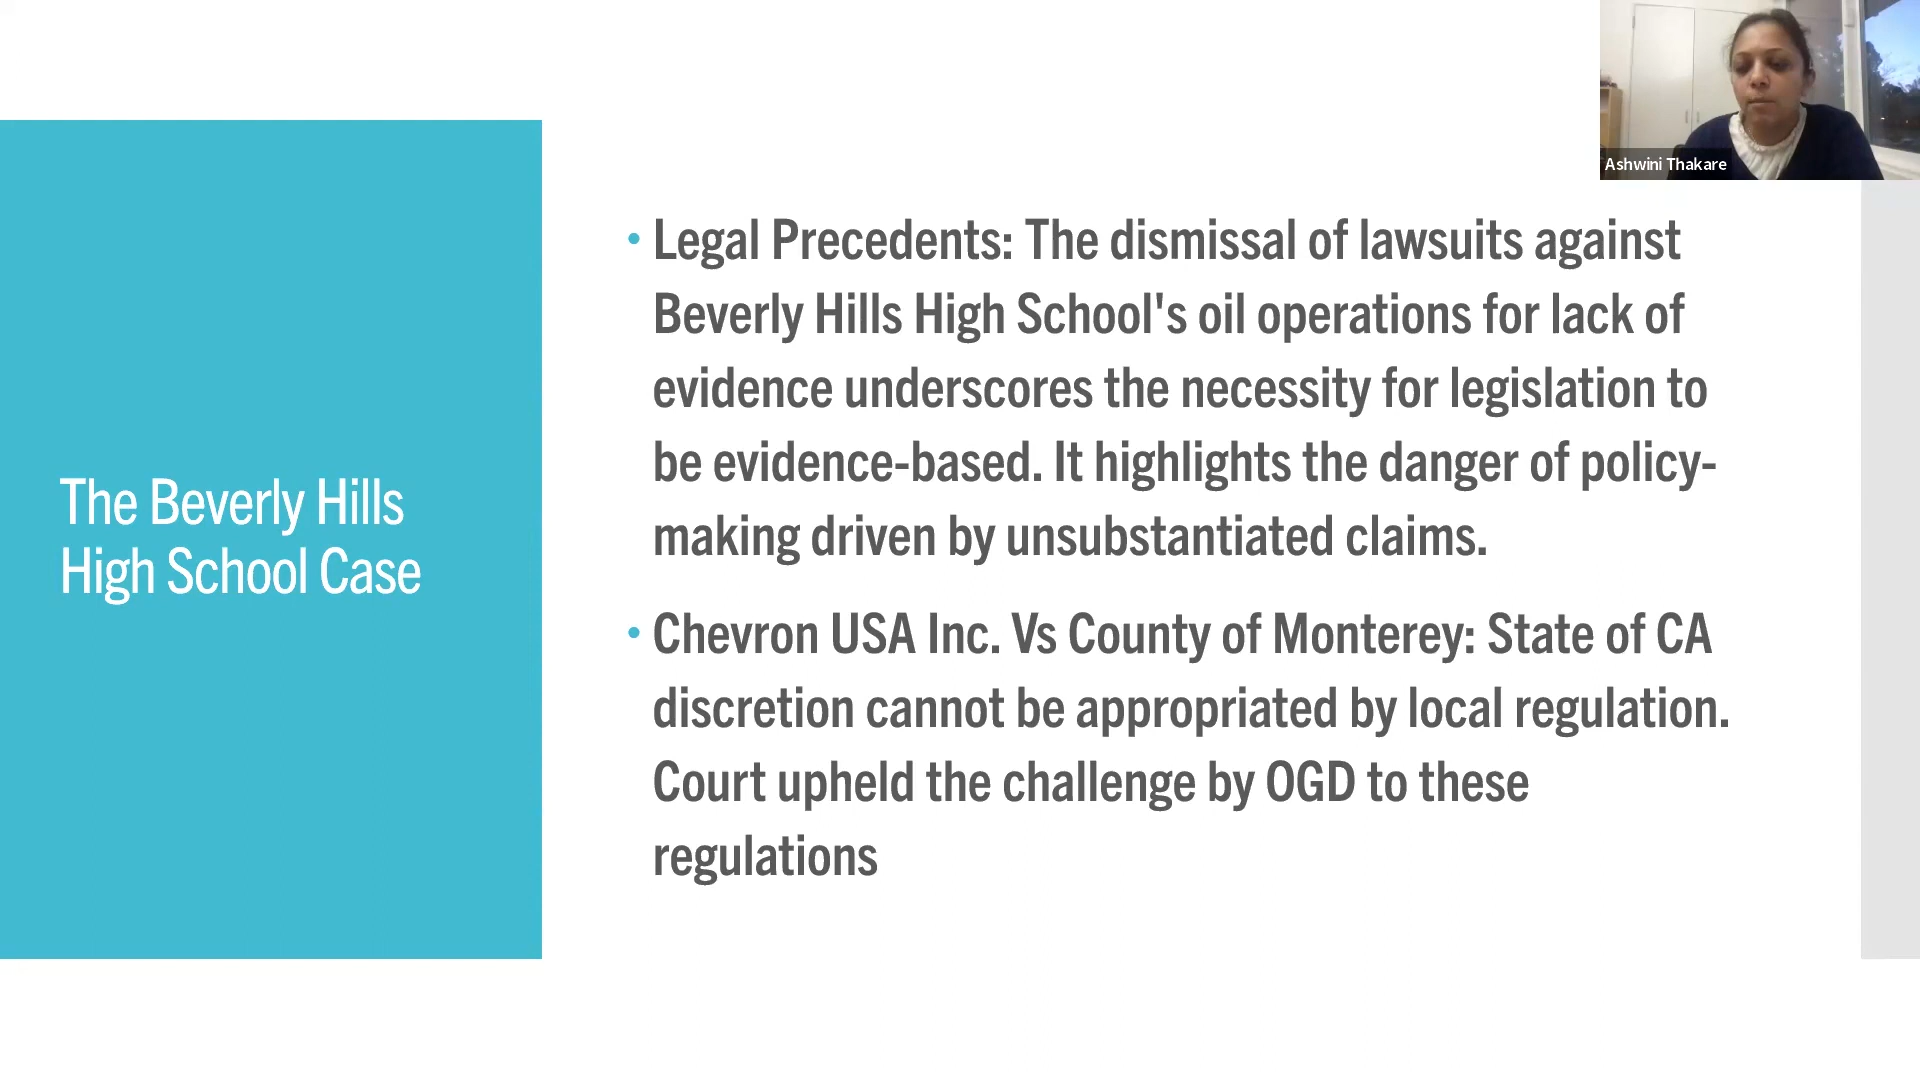 Ashwini Thakare
The Beverly Hills
High School Case
• Legal Precedents: The dismissal of lawsuits against
Beverly Hills High School's oil operations for lack of
evidence underscores the necessity for legislation to
be evidence-based. It highlights the danger of policy-
making driven by unsubstantiated claims.
• Chevron USA Inc. Vs County of Monterey: State of CA
discretion cannot be appropriated by local regulation.
Court upheld the challenge by OGD to these
regulations